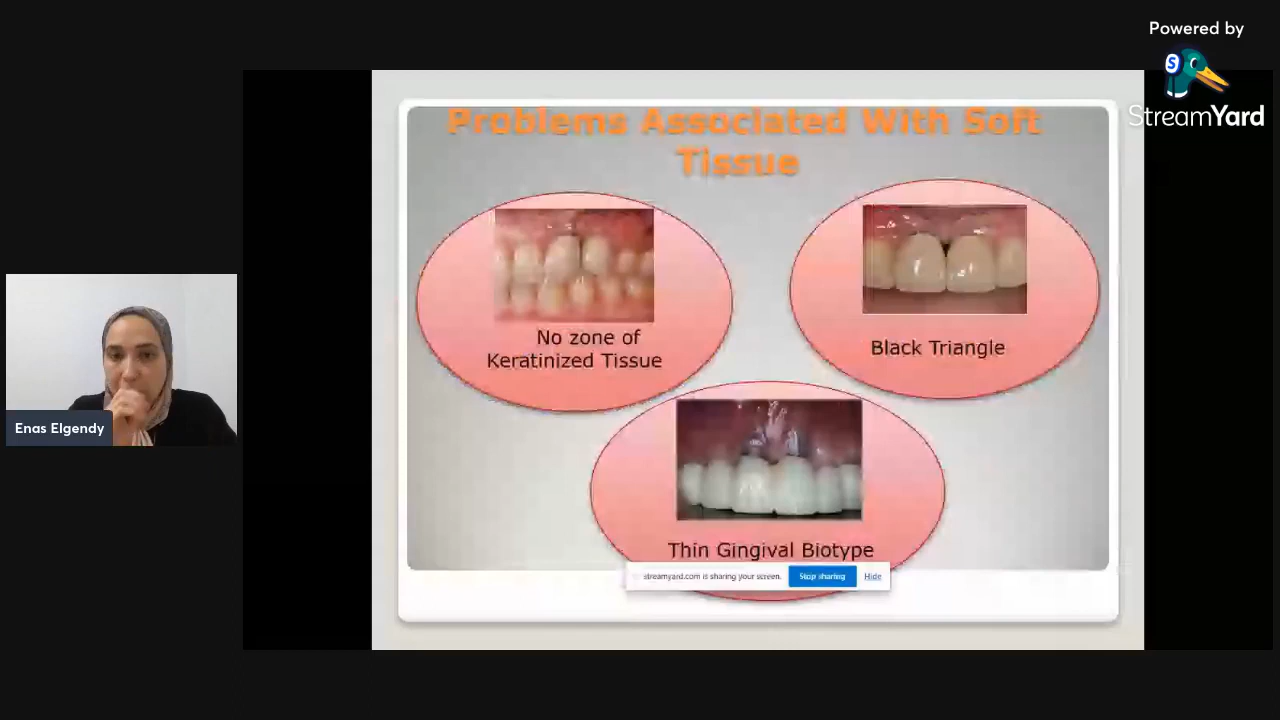 Powered by
StreamYard
Problems Associated With Soft
Tissue
No zone of
Keratinized Tissue
Black Triangle
Thin Gingival Biotype
streamyard.com is sharing your screen.
Stop sharing
Hide
Enas Elgendy